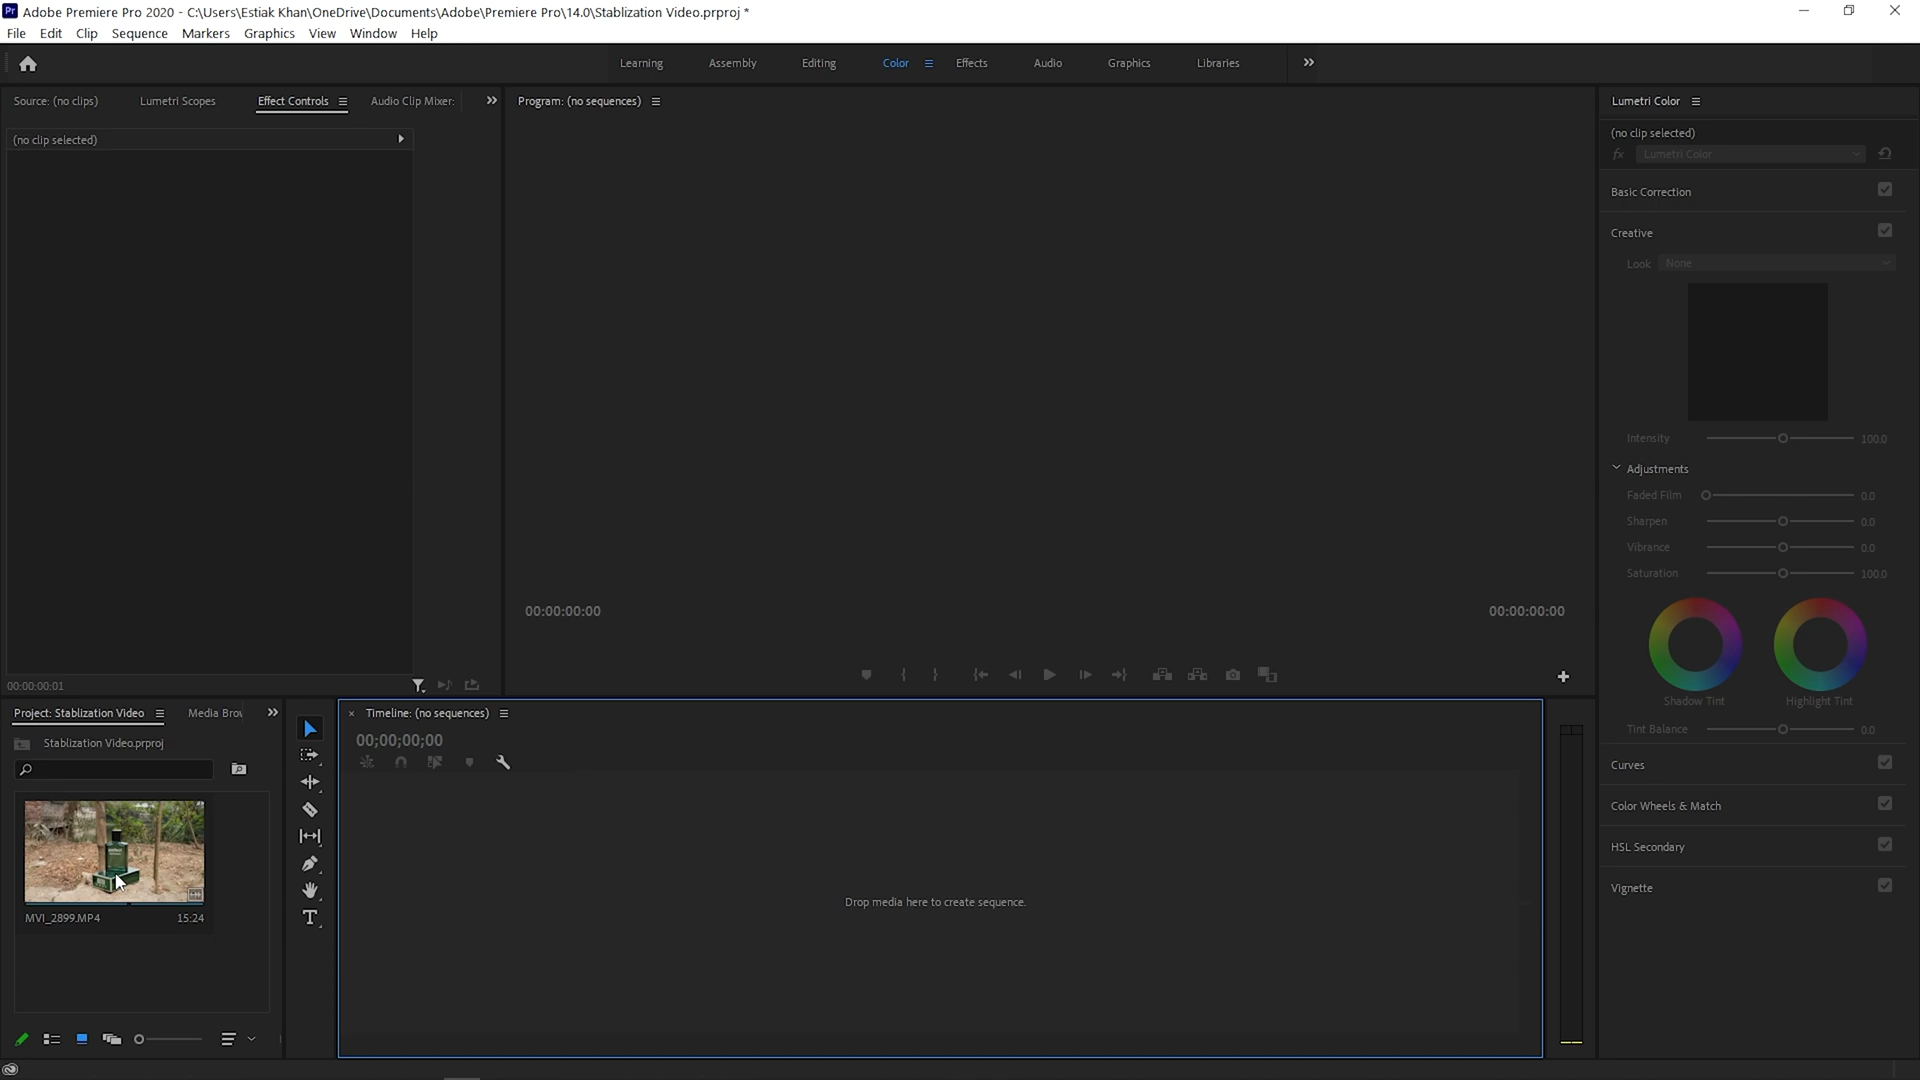 Adobe Premiere Pro 2020 - C:\Users\Estiak Khan\OneDrive\Documents\Adobe\Premiere Pro\14.0\Stablization Video.prproj *
File Edit Clip Sequence Markers Graphics View Window Help
Learning Assembly Editing Color Effects Audio Graphics Libraries
Source: (no clips) Lumetri Scopes Effect Controls Audio Clip Mixer:
(no clip selected)
00:00:00:01
Program: (no sequences)
00:00:00:00
00:00:00:00
Lumetri Color
(no clip selected)
fx Lumetri Color
Basic Correction
Creative
Look None
Intensity 100.0
Adjustments
Faded Film 0.0
Sharpen 0.0
Vibrance 0.0
Saturation 100.0
Shadow Tint Highlight Tint
Tint Balance 0.0
Curves
Color Wheels & Match
HSL Secondary
Vignette
Project: Stablization Video Media Brow
Stablization Video.prproj
MVI_2899.MP4 15:24
Timeline: (no sequences)
00;00;00;00
Drop media here to create sequence.